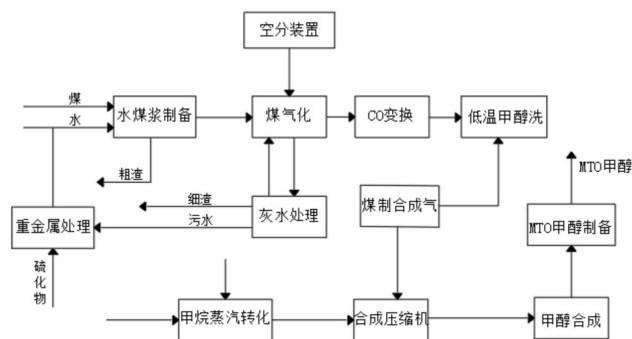 空分装置
煤
水
水煤浆制备
煤气化
CO变换
低温甲醇洗
粗渣
MTO甲醇
细渣
污水
灰水处理
煤制合成气
重金属处理
MTO甲醇制备
硫化物
甲烷蒸汽转化
合成压缩机
甲醇合成